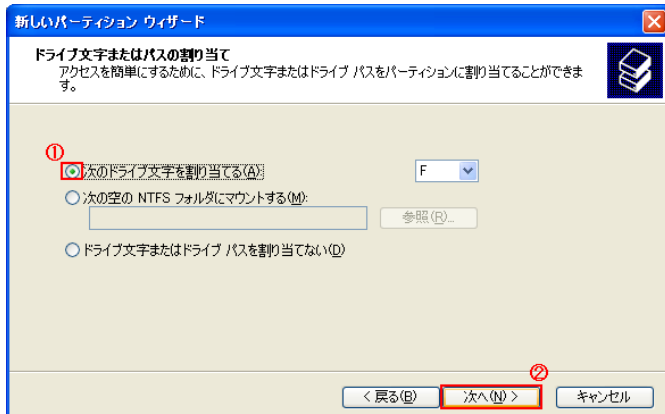 新しいパーティション ウィザード
ドライブ文字またはパスの割り当て
アクセスを簡単にするために、ドライブ文字またはドライブ パスをパーティションに割り当てることができま
す。
①
次のドライブ文字を割り当てる(A): F
次の空の NTFS フォルダにマウントする(M):
参照(R)...
ドライブ文字またはドライブ パスを割り当てない(D)
②
< 戻る(B) 次へ(N) > キャンセル